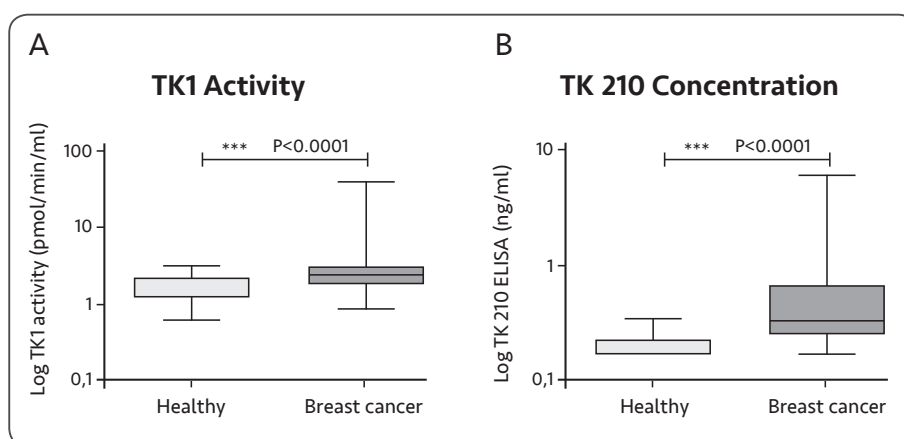 A
TK1 Activity
Log TK1 activity (pmol/min/ml)
100
10
1
0,1
*** P<0.0001
Healthy
Breast cancer
B
TK 210 Concentration
Log TK 210 ELISA (ng/ml)
10
1
0,1
*** P<0.0001
Healthy
Breast cancer